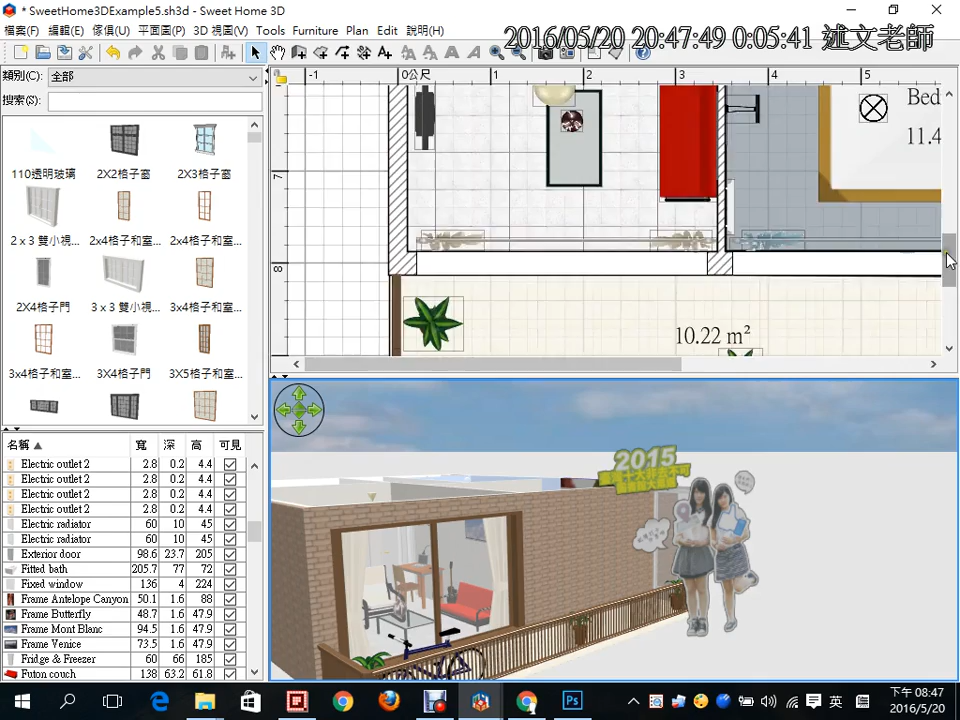 * SweetHome3DExample5.sh3d - Sweet Home 3D
檔案(F) 編輯(E) 傢俱(U) 平面圖(P) 3D 視圖(V) Tools Furniture Plan Edit 說明(H)
2016/05/20 20:47:49 0:05:41 述文老師
類別(C): 全部
搜索(S):
110透明玻璃 2X2格子窗 2X3格子窗
2 x 3 雙小視... 2x4格子和室... 2x4格子和室...
2X4格子門 3 x 3 雙小視... 3x4格子和室...
3x4格子和室... 3X4格子門 3X5格子和室...
-1 0公尺 1 2 3 4 5
7
8
Bed
11.4
10.22 m²
名稱 寬 深 高 可見
Electric outlet 2 2.8 0.2 4.4
Electric outlet 2 2.8 0.2 4.4
Electric outlet 2 2.8 0.2 4.4
Electric outlet 2 2.8 0.2 4.4
Electric radiator 60 10 45
Electric radiator 60 10 45
Exterior door 98.6 23.7 205
Fitted bath 205.7 77 72
Fixed window 136 4 224
Frame Antelope Canyon 50.1 1.6 88
Frame Butterfly 48.7 1.6 47.9
Frame Mont Blanc 94.5 1.6 47.9
Frame Venice 73.5 1.6 47.9
Fridge & Freezer 60 66 185
Futon couch 138 63.2 61.8
2015
英
下午 08:47
2016/5/20